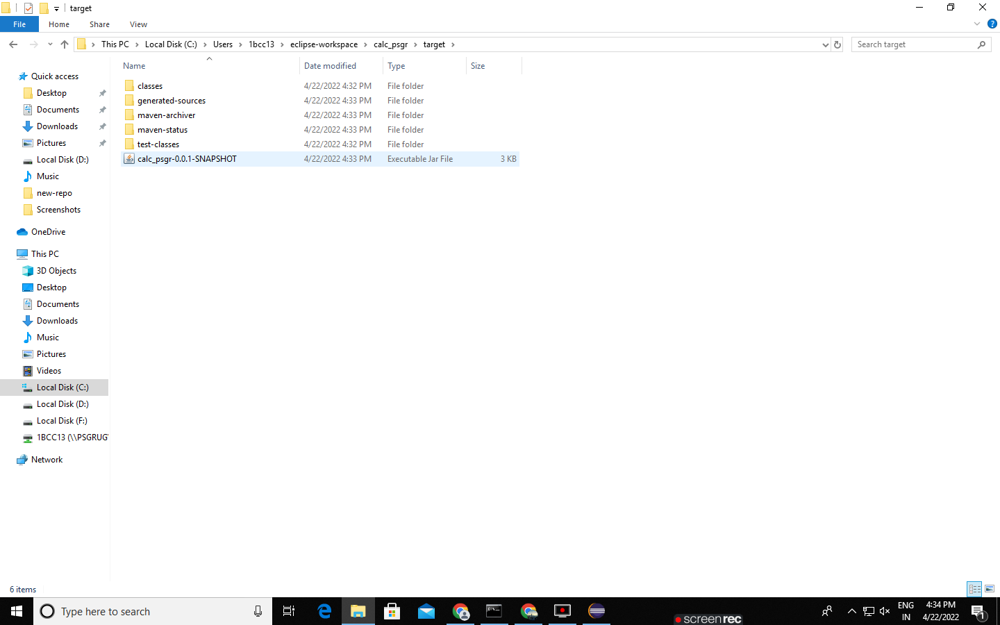 target
File Home Share View
This PC Local Disk (C:) Users 1bcc13 eclipse-workspace calc_psgr target
Search target
Name Date modified Type Size
classes 4/22/2022 4:32 PM File folder
generated-sources 4/22/2022 4:33 PM File folder
maven-archiver 4/22/2022 4:33 PM File folder
maven-status 4/22/2022 4:33 PM File folder
test-classes 4/22/2022 4:32 PM File folder
calc_psgr-0.0.1-SNAPSHOT 4/22/2022 4:33 PM Executable Jar File 3 KB
Quick access
Desktop
Documents
Downloads
Pictures
Local Disk (D:)
Music
new-repo
Screenshots
OneDrive
This PC
3D Objects
Desktop
Documents
Downloads
Music
Pictures
Videos
Local Disk (C:)
Local Disk (D:)
Local Disk (F:)
1BCC13 (\\PSGRUG
Network
6 items
Type here to search
screenrec
ENG
IN
4:34 PM
4/22/2022
1